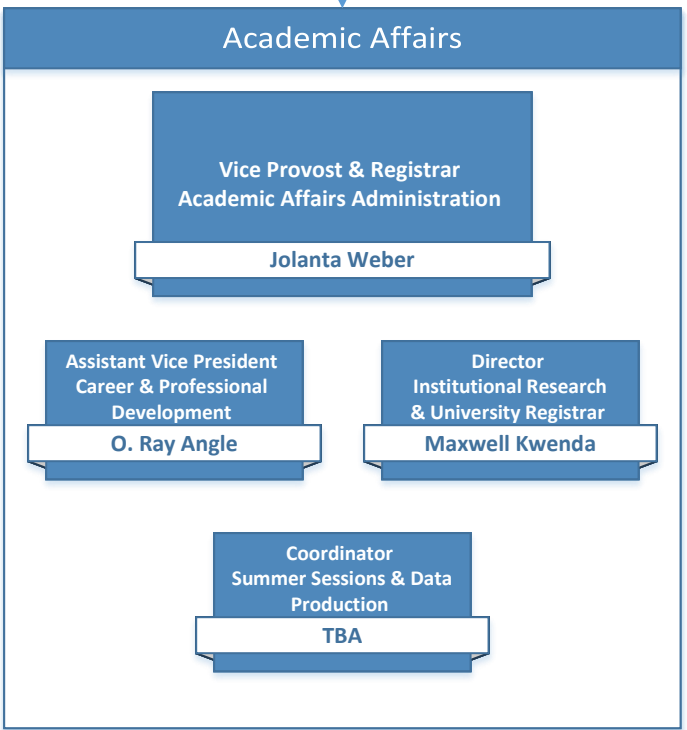 Academic Affairs
Vice Provost & Registrar
Academic Affairs Administration
Jolanta Weber
Assistant Vice President
Career & Professional
Development
O. Ray Angle
Director
Institutional Research
& University Registrar
Maxwell Kwenda
Coordinator
Summer Sessions & Data
Production
TBA